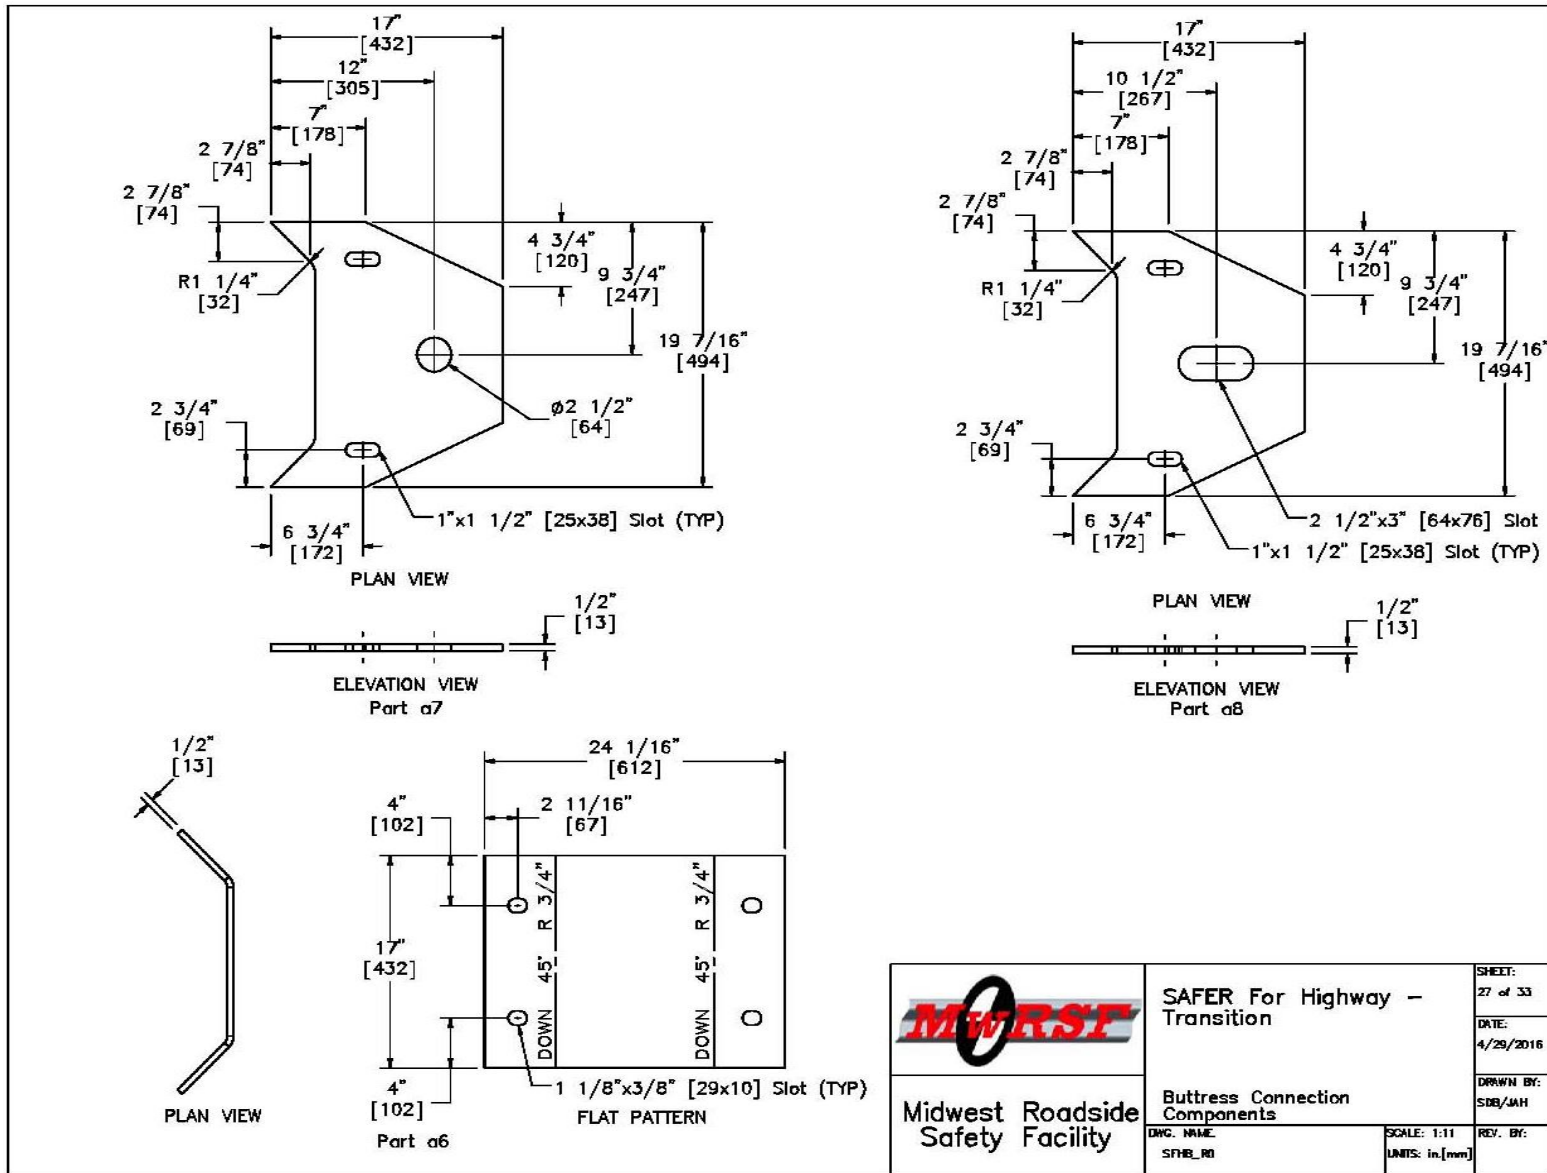 17"
[432]
12"
[305]
7"
[178]
2 7/8"
[74]
2 7/8"
[74]
R1 1/4"
[32]
4 3/4"
[120]
9 3/4"
[247]
19 7/16"
[494]
2 3/4"
[69]
ø2 1/2"
[64]
1"x1 1/2" [25x38] Slot (TYP)
6 3/4"
[172]
PLAN VIEW
1/2"
[13]
ELEVATION VIEW
Part a7
17"
[432]
10 1/2"
[267]
7"
[178]
2 7/8"
[74]
2 7/8"
[74]
R1 1/4"
[32]
4 3/4"
[120]
9 3/4"
[247]
19 7/16"
[494]
2 3/4"
[69]
6 3/4"
[172]
2 1/2"x3" [64x76] Slot
1"x1 1/2" [25x38] Slot (TYP)
PLAN VIEW
1/2"
[13]
ELEVATION VIEW
Part a8
1/2"
[13]
PLAN VIEW
24 1/16"
[612]
4"
[102]
2 11/16"
[67]
17"
[432]
DOWN 45° R 3/4"
DOWN 45° R 3/4"
4"
[102]
1 1/8"x3/8" [29x10] Slot (TYP)
FLAT PATTERN
Part a6
MwRSF
Midwest Roadside
Safety Facility
SAFER For Highway –
Transition
Buttress Connection
Components
DWG. NAME.
SFHB_R0
SCALE: 1:11
UNITS: in.[mm]
SHEET:
27 of 33
DATE:
4/29/2016
DRAWN BY:
SDB/JAH
REV. BY: